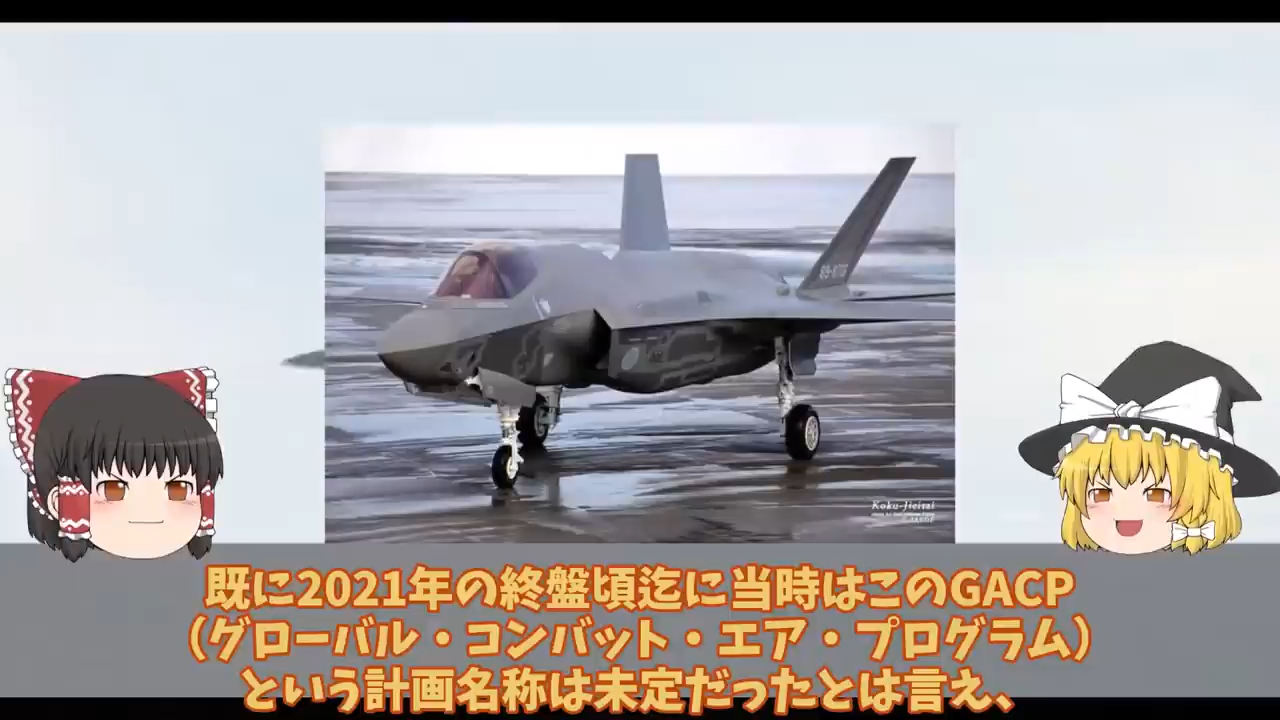 Koku-Jieitai
既に2021年の終盤頃迄に当時はこのGACP
（グローバル・コンバット・エア・プログラム）
という計画名称は未定だったとは言え、